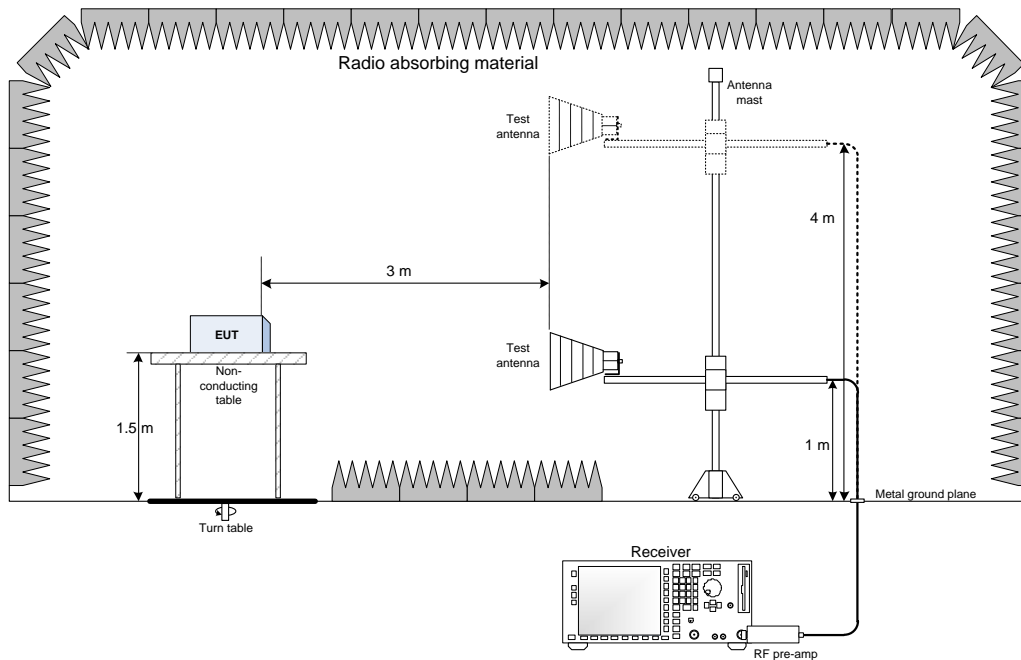 Radio absorbing material
Antenna
mast
Test
antenna
4 m
3 m
EUT
Test
antenna
Non-
conducting
table
1.5 m
1 m
Metal ground plane
Turn table
Receiver
RF pre-amp